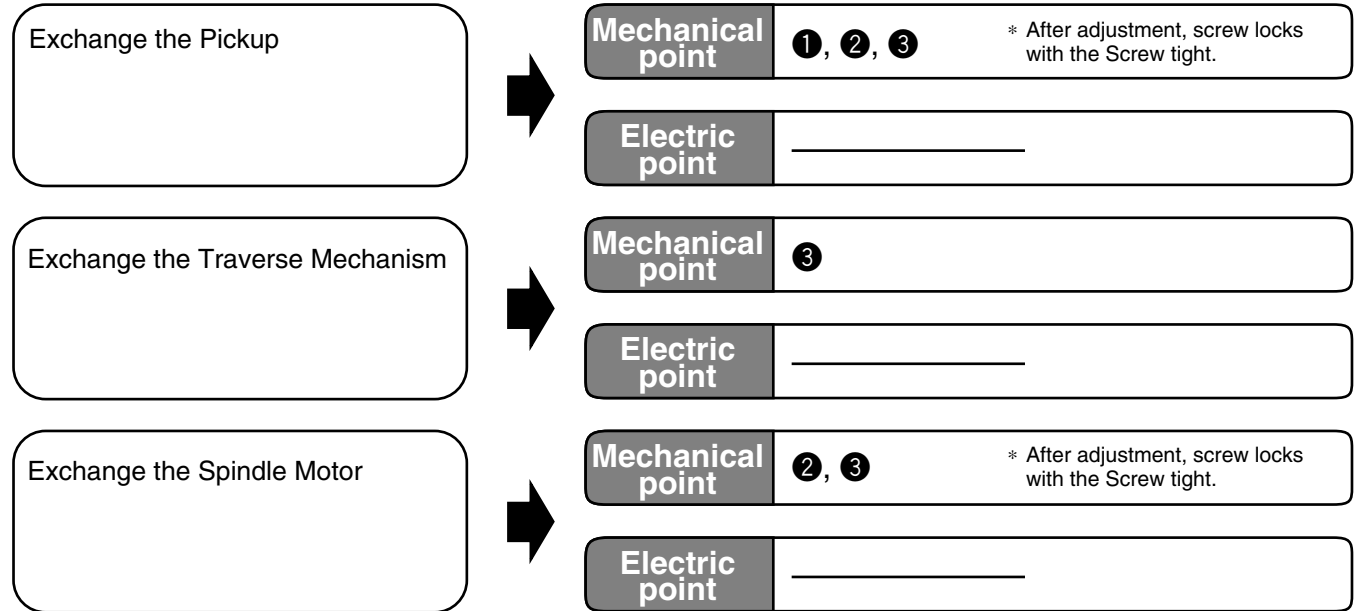 Exchange the Pickup
Mechanical
point
❶, ❷, ❸
* After adjustment, screw locks
with the Screw tight.
Electric
point
Exchange the Traverse Mechanism
Mechanical
point
❸
Electric
point
Exchange the Spindle Motor
Mechanical
point
❷, ❸
* After adjustment, screw locks
with the Screw tight.
Electric
point